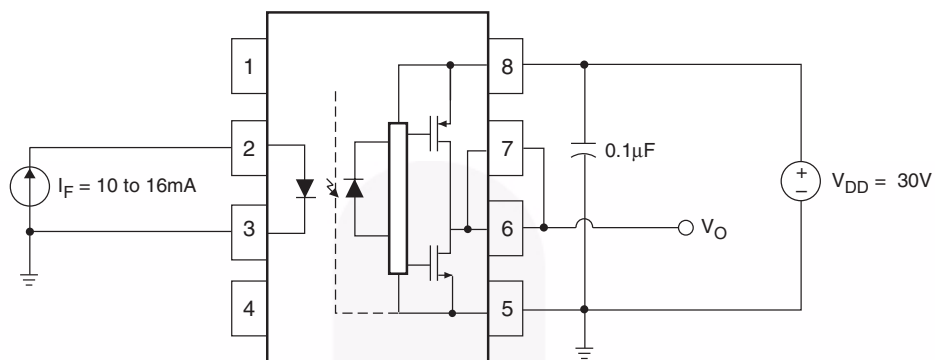 1
8
2
7
I_F = 10 to 16mA
0.1μF
+
–
V_DD = 30V
3
6
V_O
4
5